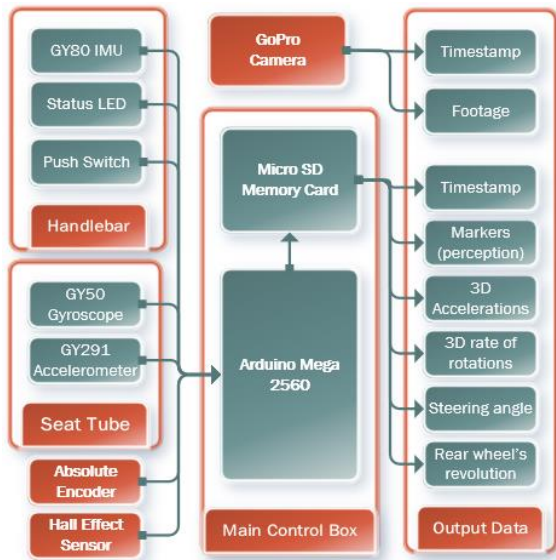 GY80 IMU
Status LED
Push Switch
Handlebar
GY50
Gyroscope
GY291
Accelerometer
Seat Tube
Absolute
Encoder
Hall Effect
Sensor
GoPro
Camera
Micro SD
Memory Card
Arduino Mega
2560
Main Control Box
Timestamp
Footage
Timestamp
Markers
(perception)
3D
Accelerations
3D rate of
rotations
Steering angle
Rear wheel's
revolution
Output Data